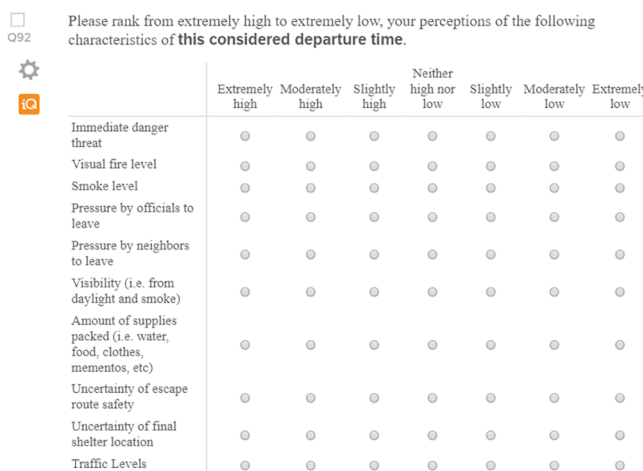 Please rank from extremely high to extremely low, your perceptions of the following
Q92
characteristics of this considered departure time.
iQ
Extremely high
Moderately high
Slightly high
Neither high nor low
Slightly low
Moderately low
Extremely low
Immediate danger
threat
Visual fire level
Smoke level
Pressure by officials to
leave
Pressure by neighbors
to leave
Visibility (i.e. from
daylight and smoke)
Amount of supplies
packed (i.e. water,
food, clothes,
mementos, etc)
Uncertainty of escape
route safety
Uncertainty of final
shelter location
Traffic Levels